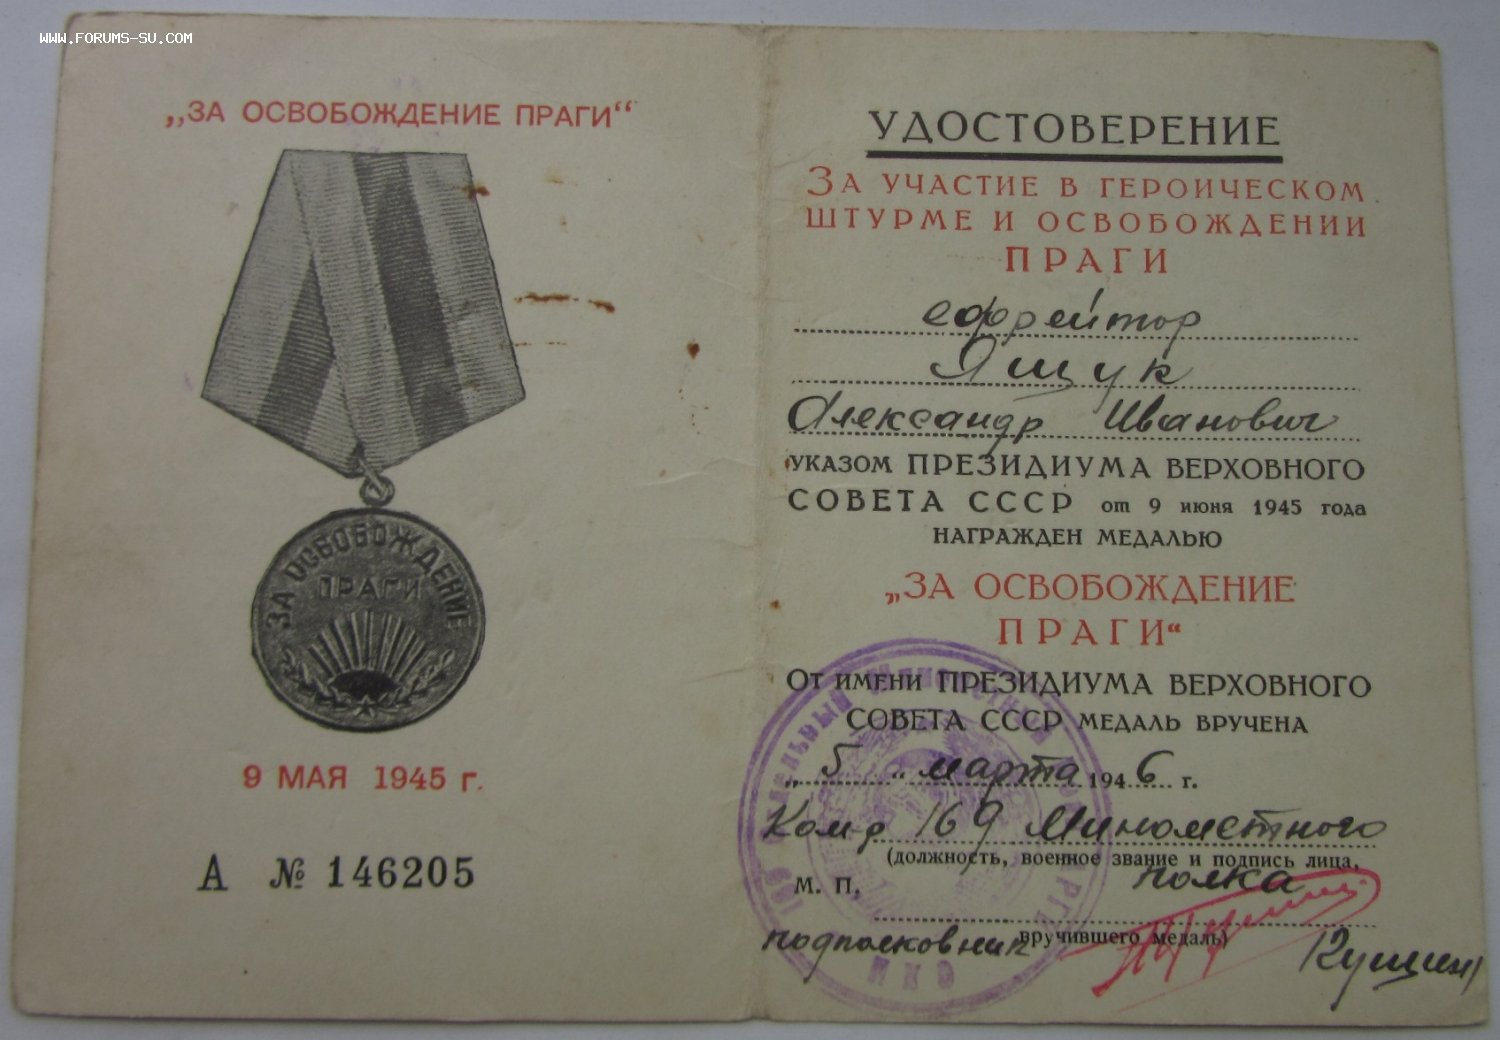 WWW.FORUMS-SU.COM
„ЗА ОСВОБОЖДЕНИЕ ПРАГИ“
ЗА ОСВОБОЖДЕНИЕ
ПРАГИ
9 МАЯ 1945 г.
А № 146205
УДОСТОВЕРЕНИЕ
ЗА УЧАСТИЕ В ГЕРОИЧЕСКОМ
ШТУРМЕ И ОСВОБОЖДЕНИИ
ПРАГИ
ефрейтор
Ящук
Александр Иванович
УКАЗОМ ПРЕЗИДИУМА ВЕРХОВНОГО
СОВЕТА СССР от 9 июня 1945 года
НАГРАЖДЕН МЕДАЛЬЮ
„ЗА ОСВОБОЖДЕНИЕ
ПРАГИ“
ОТ ИМЕНИ ПРЕЗИДИУМА ВЕРХОВНОГО
СОВЕТА СССР МЕДАЛЬ ВРУЧЕНА
„5“ марта 1946 г.
Ком-р 169 Минометного
(должность, военное звание и подпись лица,
М. П. полка
вручившего медаль)
подполковник